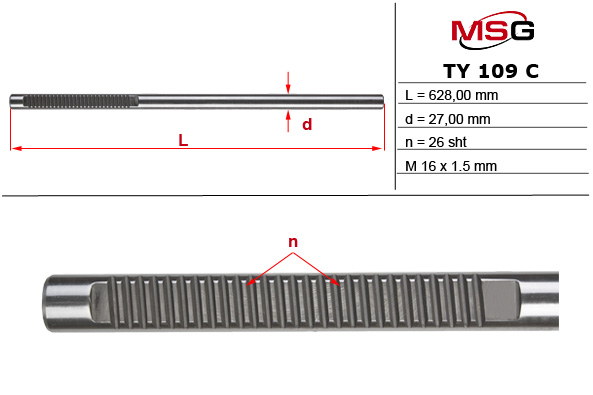 MSG
TY 109 C
L = 628,00 mm
d = 27,00 mm
n = 26 sht
M 16 x 1.5 mm
L
d
n